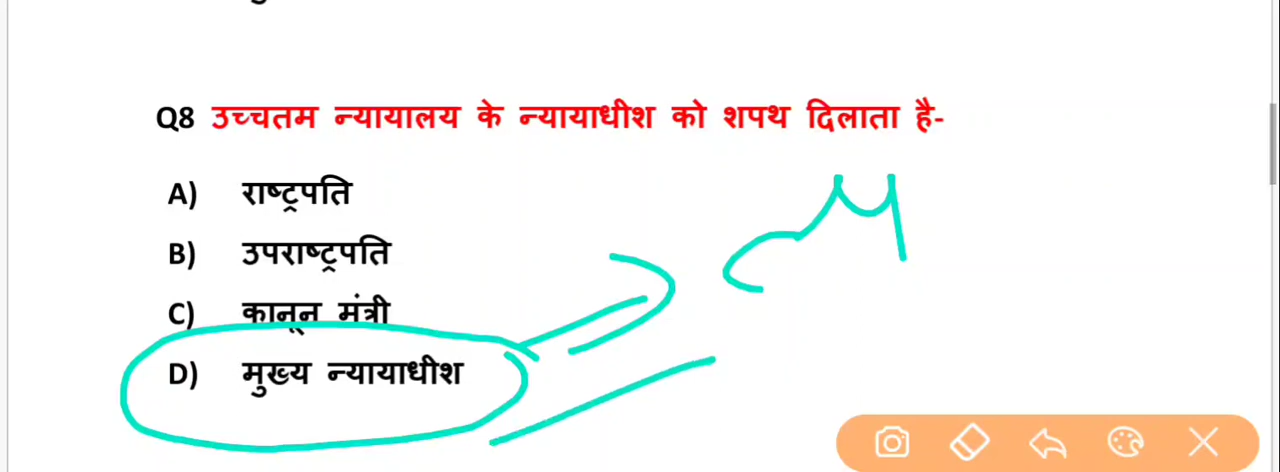 Q8 उच्चतम न्यायालय के न्यायाधीश को शपथ दिलाता है-
A) राष्ट्रपति
B) उपराष्ट्रपति
C) कानून मंत्री
D) मुख्य न्यायाधीश